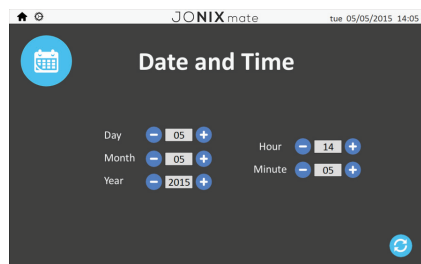 JONIX mate tue 05/05/2015 14:05
Date and Time
Day 05
Month 05
Year 2015
Hour 14
Minute 05